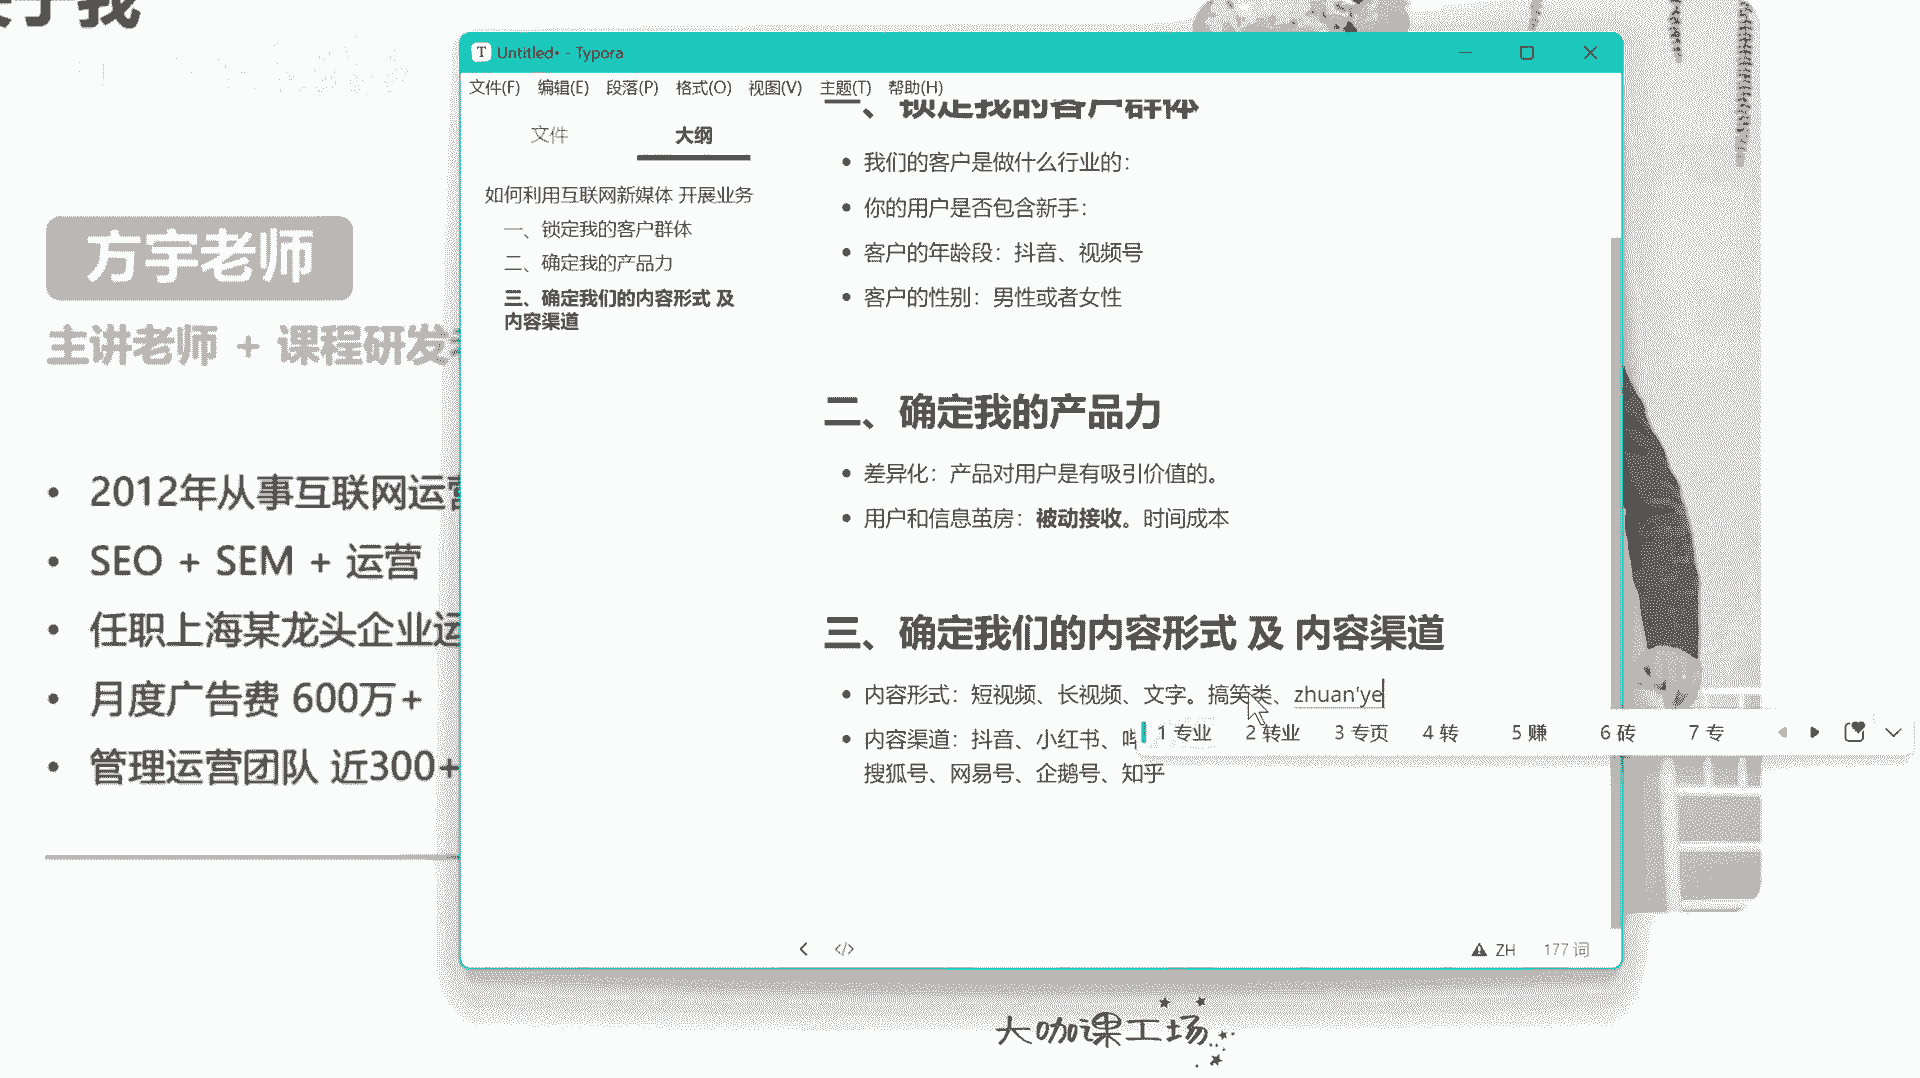 方宇老师
主讲老师 + 课程研发
2012年从事互联网运营
SEO + SEM + 运营
任职上海某龙头企业运
月度广告费 600万+
管理运营团队 近300+
Untitled• - Typora
文件(F) 编辑(E) 段落(P) 格式(O) 视图(V) 主题(T) 帮助(H)
文件 大纲
如何利用互联网新媒体 开展业务
一、锁定我的客户群体
二、确定我的产品力
三、确定我们的内容形式 及
内容渠道
一、锁定我的客户群体
我们的客户是做什么行业的：
你的用户是否包含新手：
客户的年龄段：抖音、视频号
客户的性别：男性或者女性
二、确定我的产品力
差异化：产品对用户是有吸引价值的。
用户和信息茧房：被动接收。时间成本
三、确定我们的内容形式 及 内容渠道
内容形式：短视频、长视频、文字。搞笑类、zhuan'ye
1 专业 2 转业 3 专页 4 转 5 赚 6 砖 7 专
内容渠道：抖音、小红书、
搜狐号、网易号、企鹅号、知乎
ZH 177 词
大咖课工场